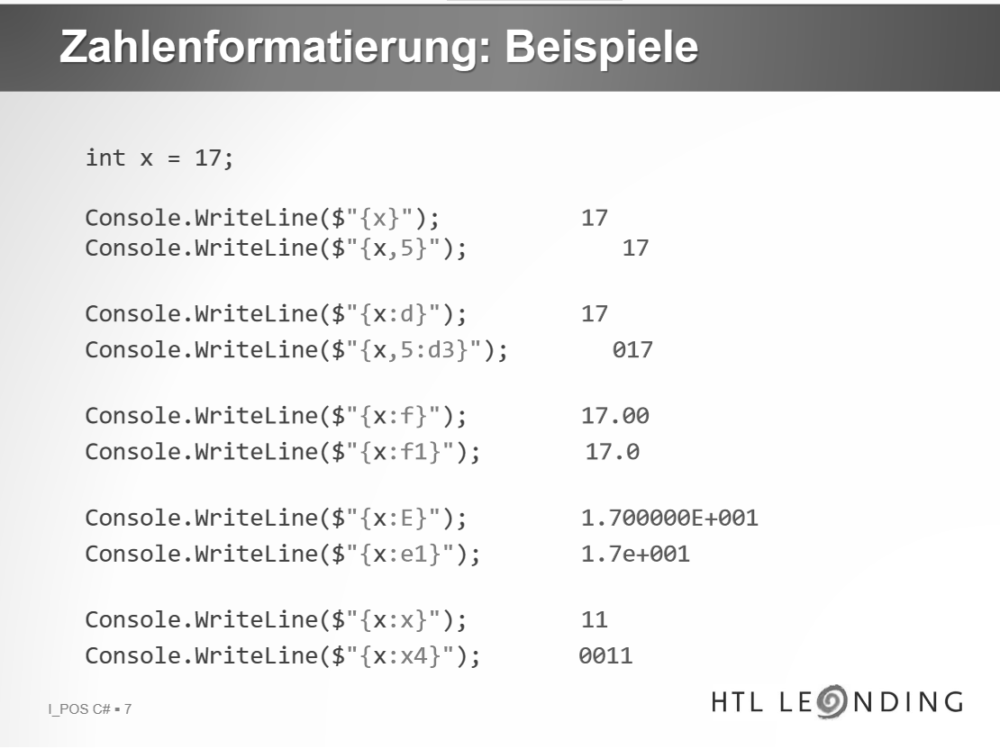 Zahlenformatierung: Beispiele
int x = 17;
Console.WriteLine($"{x}"); 17
Console.WriteLine($"{x,5}"); 17
Console.WriteLine($"{x:d}"); 17
Console.WriteLine($"{x,5:d3}"); 017
Console.WriteLine($"{x:f}"); 17.00
Console.WriteLine($"{x:f1}"); 17.0
Console.WriteLine($"{x:E}"); 1.700000E+001
Console.WriteLine($"{x:e1}"); 1.7e+001
Console.WriteLine($"{x:x}"); 11
Console.WriteLine($"{x:x4}"); 0011
I_POS C# ▪ 7
HTL LEONDING